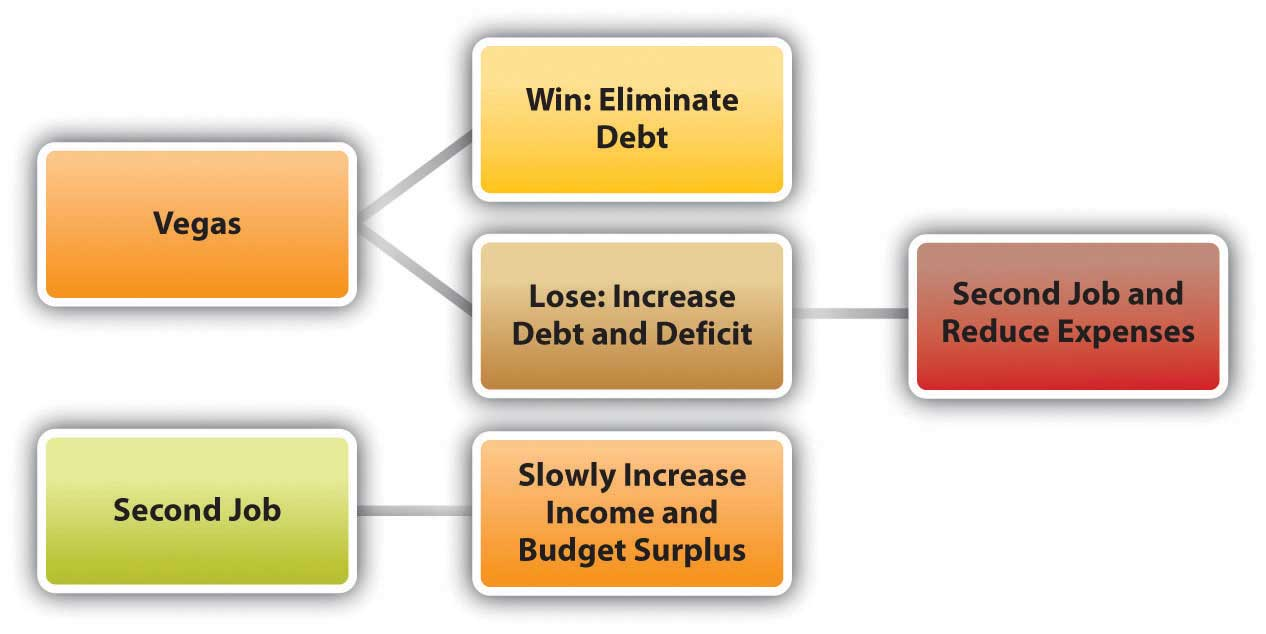 Win: Eliminate
Debt
Vegas
Lose: Increase
Debt and Deficit
Second Job and
Reduce Expenses
Second Job
Slowly Increase
Income and
Budget Surplus